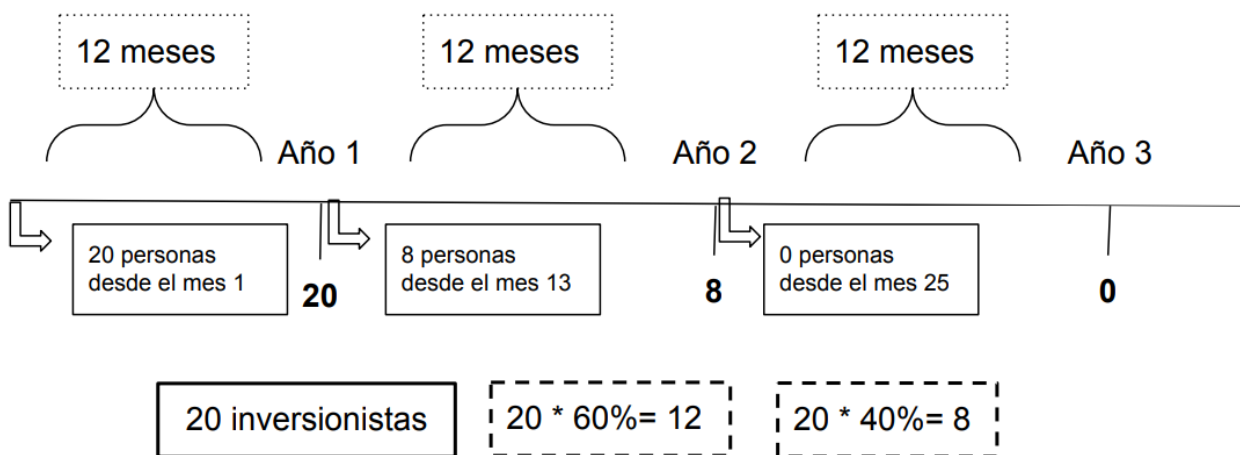 12 meses
12 meses
12 meses
Año 1
Año 2
Año 3
20 personas
desde el mes 1
20
8 personas
desde el mes 13
8
0 personas
desde el mes 25
0
20 inversionistas
20 * 60%= 12
20 * 40%= 8